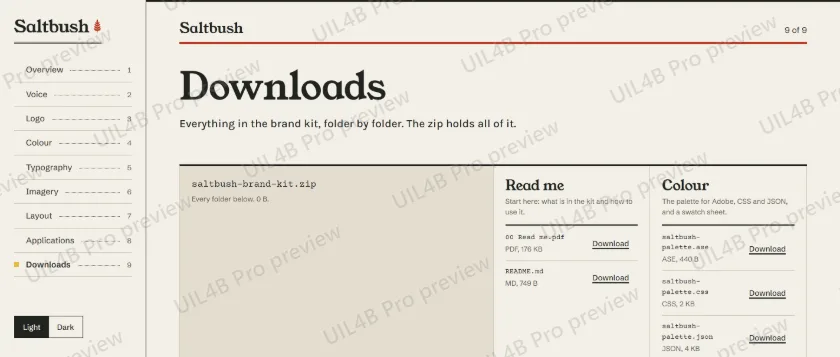 Saltbush
Overview 1
Voice 2
Logo 3
Colour 4
Typography 5
Imagery 6
Layout 7
Applications 8
Downloads 9
Light Dark
Saltbush
9 of 9
Downloads
Everything in the brand kit, folder by folder. The zip holds all of it.
saltbush-brand-kit.zip
Every folder below. 0 B.
Read me
Start here: what is in the kit and how to
use it.
00 Read me.pdf
PDF, 176 KB
Download
README.md
MD, 749 B
Download
Colour
The palette for Adobe, CSS and JSON,
and a swatch sheet.
saltbush-
palette.ase
ASE, 440 B
Download
saltbush-
palette.css
CSS, 2 KB
Download
saltbush-
palette.json
JSON, 4 KB
Download
UIL4B Pro preview